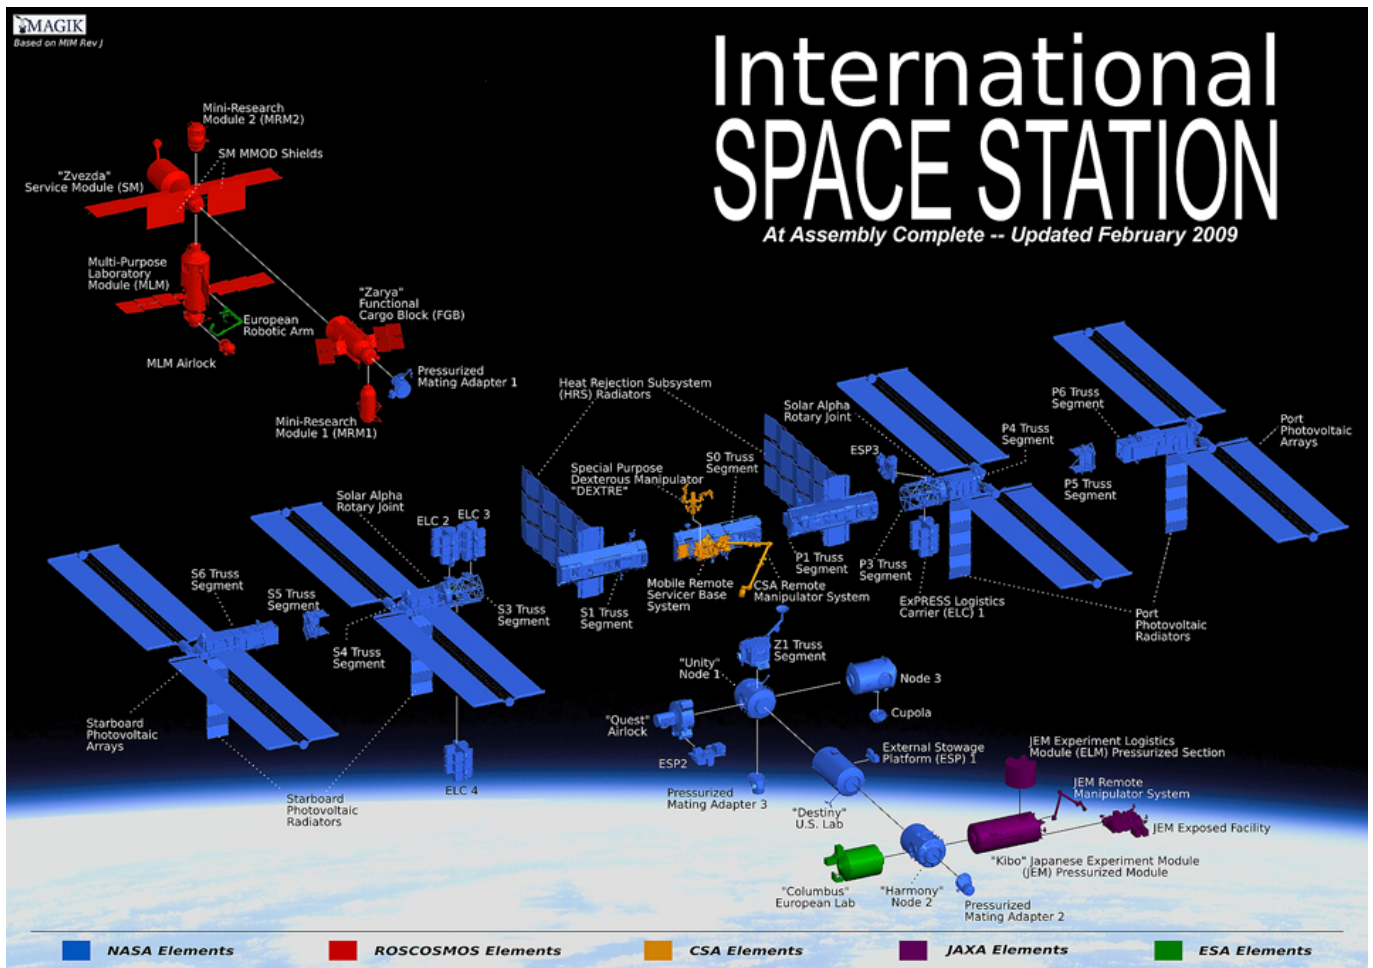 MAGIK
Based on MIM Rev J
International
SPACE STATION
At Assembly Complete -- Updated February 2009
Mini-Research
Module 2 (MRM2)
SM MMOD Shields
"Zvezda"
Service Module (SM)
Multi-Purpose
Laboratory
Module (MLM)
European
Robotic Arm
MLM Airlock
"Zarya"
Functional
Cargo Block (FGB)
Pressurized
Mating Adapter 1
Mini-Research
Module 1 (MRM1)
Heat Rejection Subsystem
(HRS) Radiators
Solar Alpha
Rotary Joint
P6 Truss
Segment
Port
Photovoltaic
Arrays
P4 Truss
Segment
ESP3
S0 Truss
Segment
Special Purpose
Dexterous Manipulator
"DEXTRE"
P5 Truss
Segment
Solar Alpha
Rotary Joint
ELC 2
ELC 3
P1 Truss
Segment
P3 Truss
Segment
Mobile Remote
Servicer Base
System
CSA Remote
Manipulator System
ExPRESS Logistics
Carrier (ELC) 1
Port
Photovoltaic
Radiators
S6 Truss
Segment
S5 Truss
Segment
S3 Truss
Segment
S1 Truss
Segment
S4 Truss
Segment
Z1 Truss
Segment
"Unity"
Node 1
Node 3
Cupola
"Quest"
Airlock
ESP2
Starboard
Photovoltaic
Arrays
External Stowage
Platform (ESP) 1
JEM Experiment Logistics
Module (ELM) Pressurized Section
JEM Remote
Manipulator System
ELC 4
Pressurized
Mating Adapter 3
Starboard
Photovoltaic
Radiators
"Destiny"
U.S. Lab
JEM Exposed Facility
"Kibo" Japanese Experiment Module
(JEM) Pressurized Module
"Columbus"
European Lab
"Harmony"
Node 2
Pressurized
Mating Adapter 2
NASA Elements
ROSCOSMOS Elements
CSA Elements
JAXA Elements
ESA Elements